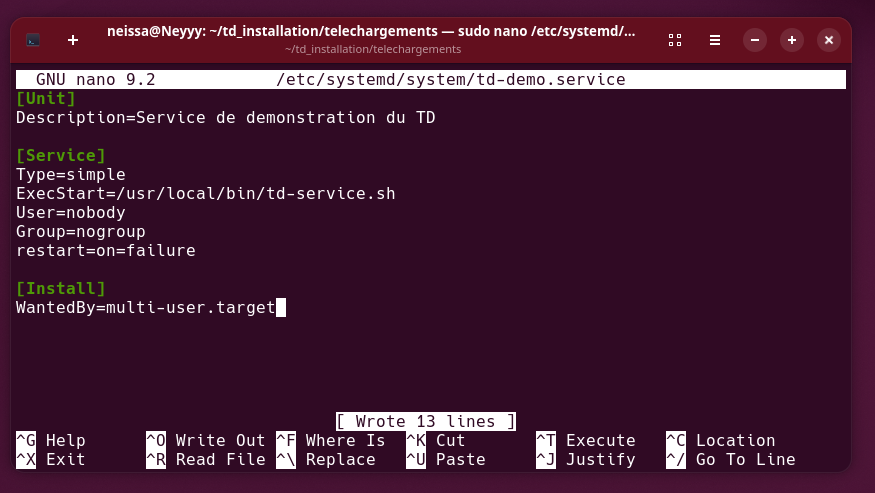 neissa@Neyyy: ~/td_installation/telechargements — sudo nano /etc/systemd/…
~/td_installation/telechargements
GNU nano 9.2 /etc/systemd/system/td-demo.service
[Unit]
Description=Service de demonstration du TD
[Service]
Type=simple
ExecStart=/usr/local/bin/td-service.sh
User=nobody
Group=nogroup
restart=on=failure
[Install]
WantedBy=multi-user.target
[ Wrote 13 lines ]
^G Help ^O Write Out ^F Where Is ^K Cut ^T Execute ^C Location
^X Exit ^R Read File ^\ Replace ^U Paste ^J Justify ^/ Go To Line